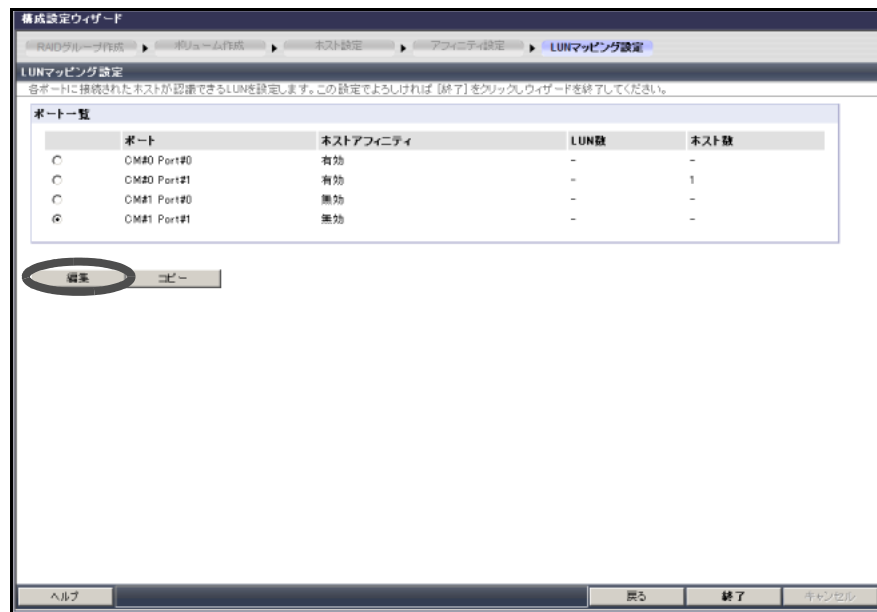 構成設定ウィザード
RAIDグループ作成 ボリューム作成 ホスト設定 アフィニティ設定 LUNマッピング設定
LUNマッピング設定
各ポートに接続されたホストが認識できるLUNを設定します。この設定でよろしければ [終了] をクリックしウィザードを終了してください。
ポート一覧
ポート ホストアフィニティ LUN数 ホスト数
CM#0 Port#0 有効 - -
CM#0 Port#1 有効 - 1
CM#1 Port#0 無効 - -
CM#1 Port#1 無効 - -
編集 コピー
ヘルプ 戻る 終了 キャンセル